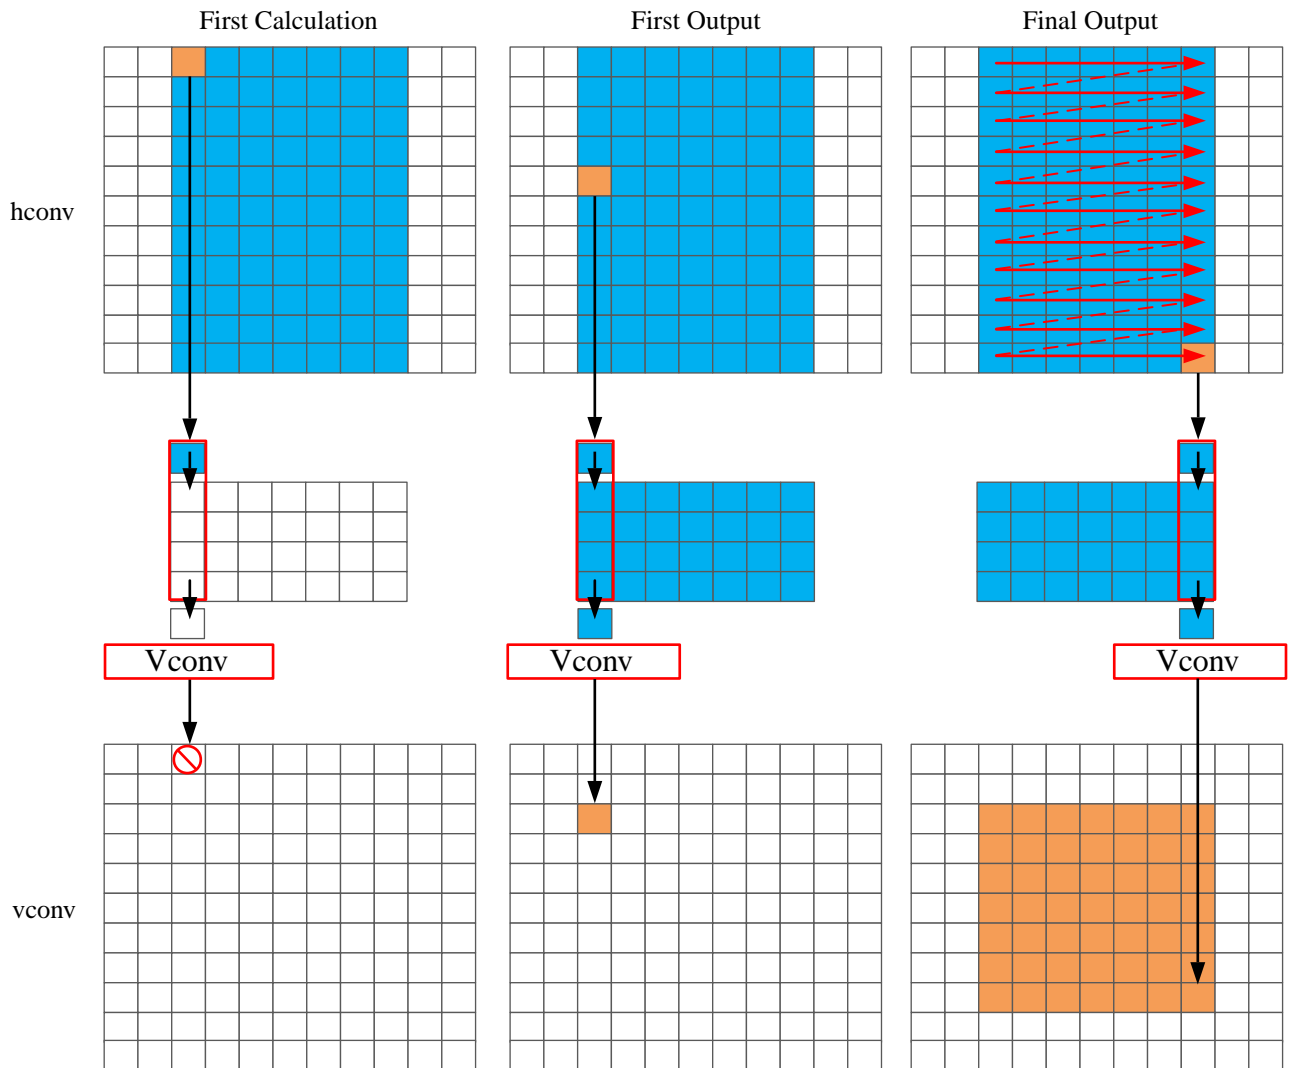 First Calculation
First Output
Final Output
hconv
Vconv
Vconv
Vconv
vconv